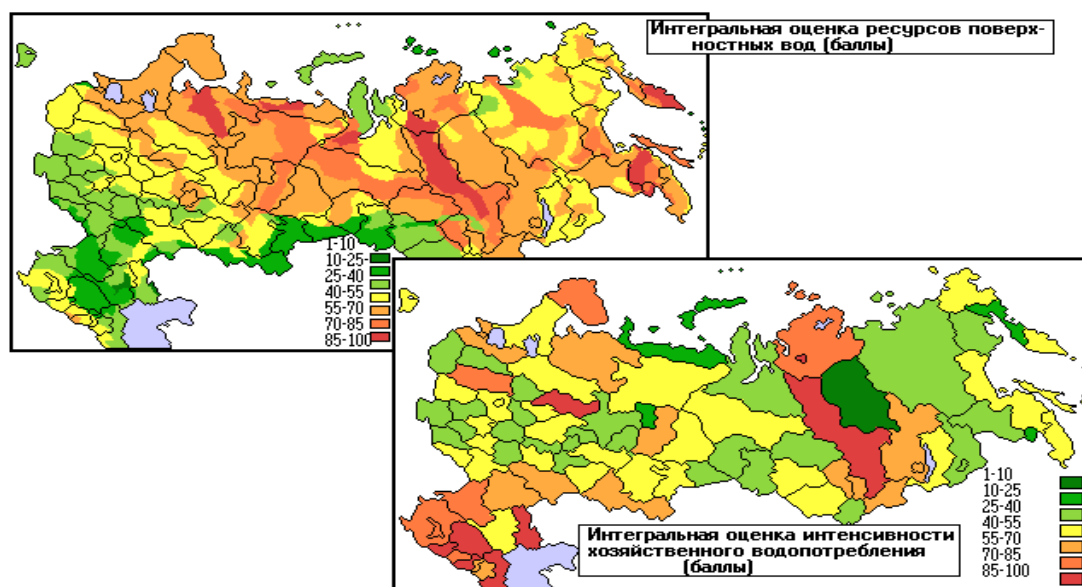 Интегральная оценка ресурсов поверх-
ностных вод (баллы)
1-10
10-25-
25-40
40-55
55-70
70-85
85-100
1-10
10-25
25-40
40-55
55-70
70-85
85-100
Интегральная оценка интенсивности
хозяйственного водопотребления
(баллы)